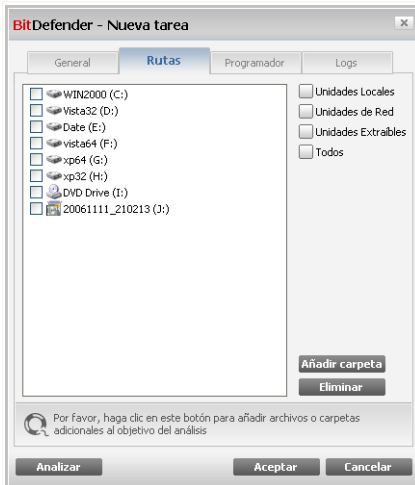 BitDefender - Nueva tarea
General
Rutas
Programador
Logs
WIN2000 (C:)
Vista32 (D:)
Date (E:)
vista64 (F:)
xp64 (G:)
xp32 (H:)
DVD Drive (I:)
20061111_210213 (J:)
Unidades Locales
Unidades de Red
Unidades Extraíbles
Todos
Añadir carpeta
Eliminar
Por favor, haga clic en este botón para añadir archivos o carpetas
adicionales al objetivo del análisis
Analizar
Aceptar
Cancelar